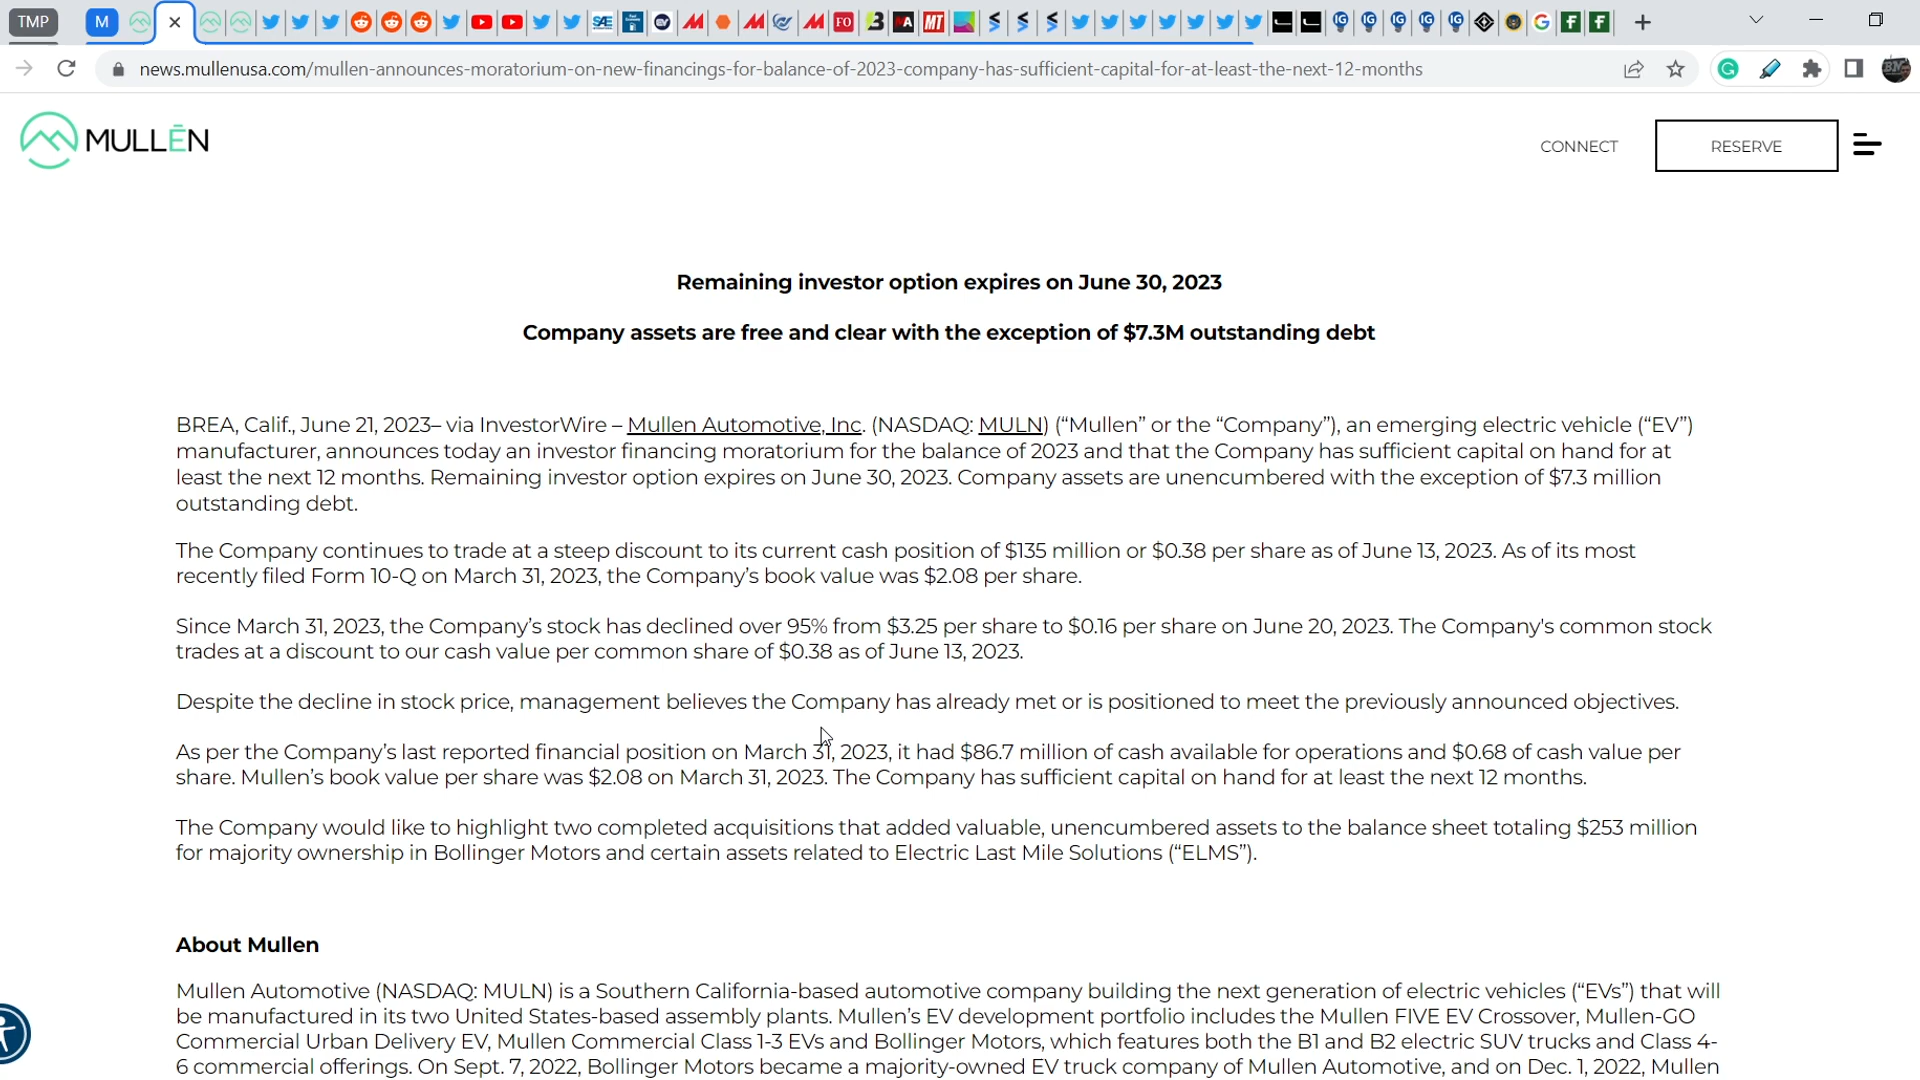 TMP
M
SAE
EV
FO
B
MA
MT
IG
IG
IG
IG
IG
G
f
f
news.mullenusa.com/mullen-announces-moratorium-on-new-financings-for-balance-of-2023-company-has-sufficient-capital-for-at-least-the-next-12-months
MULLĒN
CONNECT
RESERVE
Remaining investor option expires on June 30, 2023
Company assets are free and clear with the exception of $7.3M outstanding debt
BREA, Calif., June 21, 2023– via InvestorWire – Mullen Automotive, Inc. (NASDAQ: MULN) (“Mullen” or the “Company”), an emerging electric vehicle (“EV”)
manufacturer, announces today an investor financing moratorium for the balance of 2023 and that the Company has sufficient capital on hand for at
least the next 12 months. Remaining investor option expires on June 30, 2023. Company assets are unencumbered with the exception of $7.3 million
outstanding debt.
The Company continues to trade at a steep discount to its current cash position of $135 million or $0.38 per share as of June 13, 2023. As of its most
recently filed Form 10-Q on March 31, 2023, the Company’s book value was $2.08 per share.
Since March 31, 2023, the Company’s stock has declined over 95% from $3.25 per share to $0.16 per share on June 20, 2023. The Company's common stock
trades at a discount to our cash value per common share of $0.38 as of June 13, 2023.
Despite the decline in stock price, management believes the Company has already met or is positioned to meet the previously announced objectives.
As per the Company’s last reported financial position on March 31, 2023, it had $86.7 million of cash available for operations and $0.68 of cash value per
share. Mullen’s book value per share was $2.08 on March 31, 2023. The Company has sufficient capital on hand for at least the next 12 months.
The Company would like to highlight two completed acquisitions that added valuable, unencumbered assets to the balance sheet totaling $253 million
for majority ownership in Bollinger Motors and certain assets related to Electric Last Mile Solutions (“ELMS”).
About Mullen
Mullen Automotive (NASDAQ: MULN) is a Southern California-based automotive company building the next generation of electric vehicles (“EVs”) that will
be manufactured in its two United States-based assembly plants. Mullen’s EV development portfolio includes the Mullen FIVE EV Crossover, Mullen-GO
Commercial Urban Delivery EV, Mullen Commercial Class 1-3 EVs and Bollinger Motors, which features both the B1 and B2 electric SUV trucks and Class 4-
6 commercial offerings. On Sept. 7, 2022, Bollinger Motors became a majority-owned EV truck company of Mullen Automotive, and on Dec. 1, 2022, Mullen